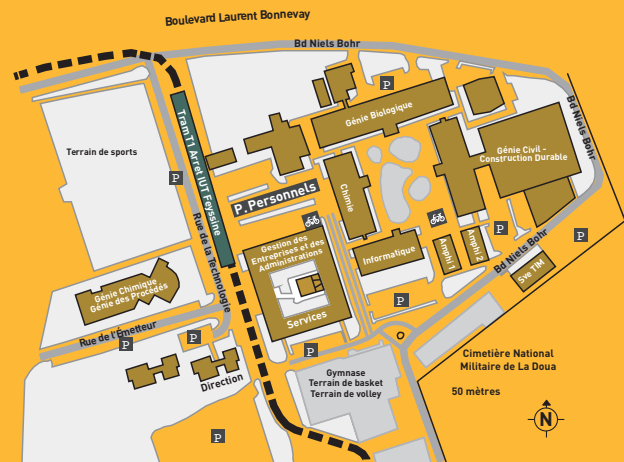 Boulevard Laurent Bonnevay
Bd Niels Bohr
P
Génie Biologique
Bd Niels Bohr
Terrain de sports
Tram T1 Arret IUT Feyssine
Génie Civil -
Construction Durable
P
P.Personnels
Chimie
Rue de la Technologie
Gestion des
Entreprises et des
Administrations
Services
Informatique
Amphi 1
Amphi 2
P
P
Bd Niels Bohr
Sve TIM
Génie Chimique
Génie des Procédés
P
Rue de l'Émetteur
P
P
P
Direction
Gymnase
Terrain de basket
Terrain de volley
Cimetière National
Militaire de La Doua
50 mètres
N
P